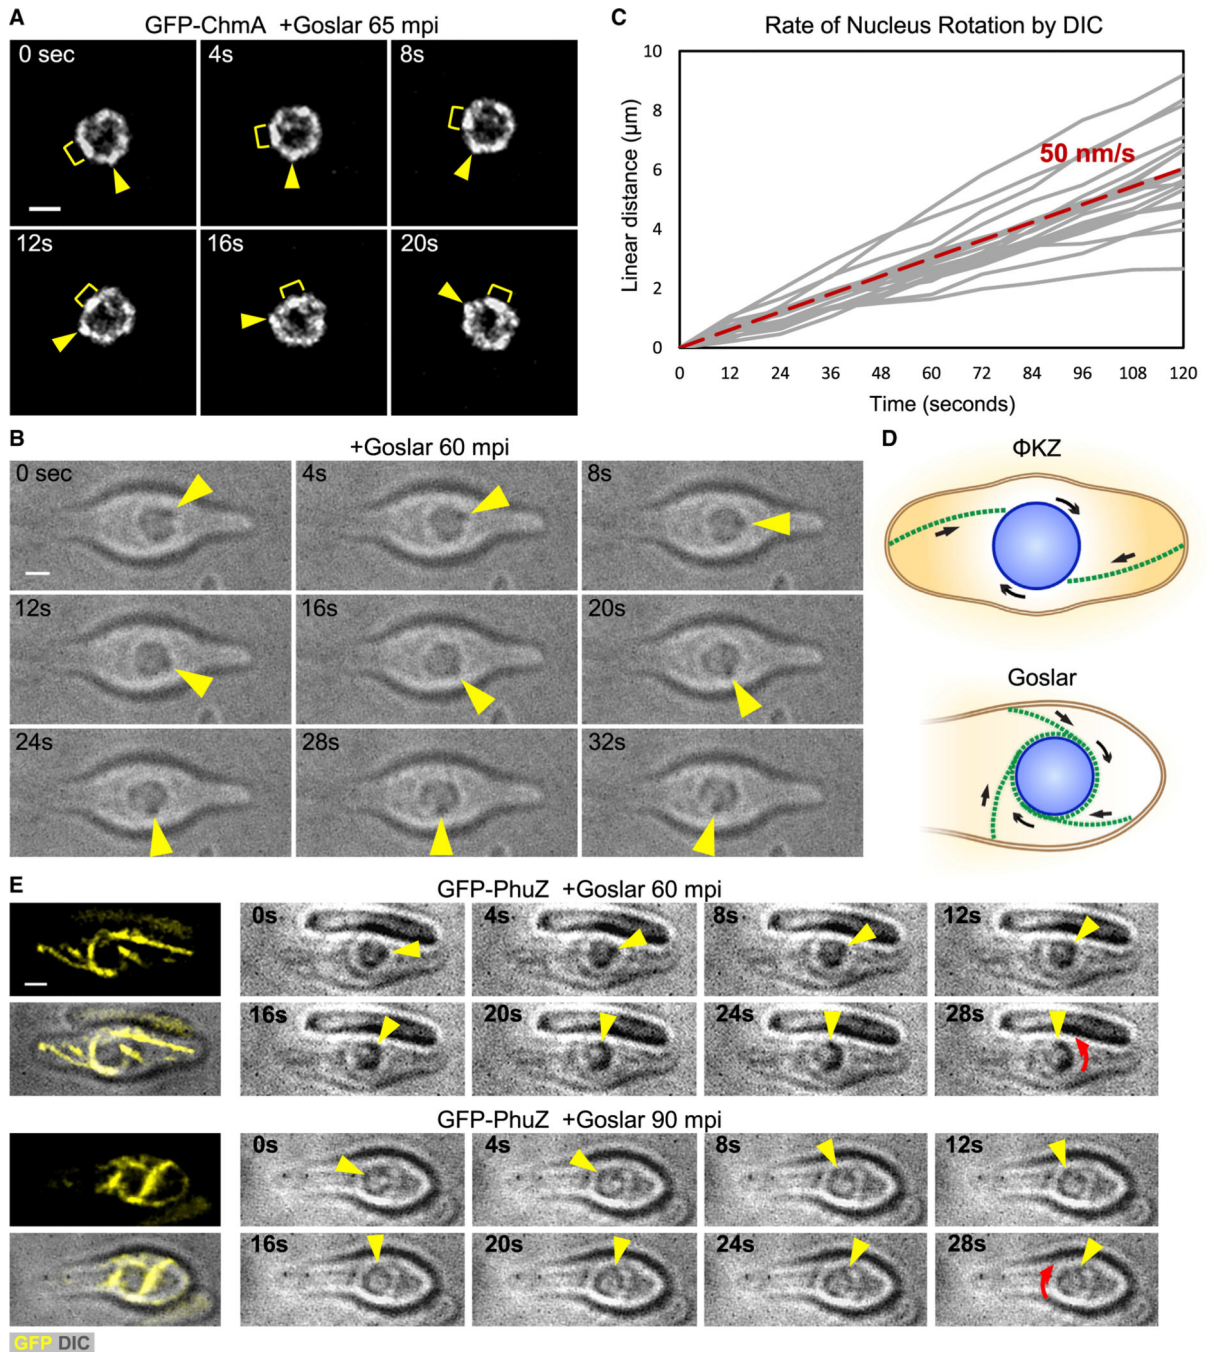 A
GFP-ChmA +Goslar 65 mpi
0 sec
4s
8s
12s
16s
20s
B
+Goslar 60 mpi
0 sec
4s
8s
12s
16s
20s
24s
28s
32s
C
Rate of Nucleus Rotation by DIC
10
8
6
4
2
0
Linear distance (μm)
50 nm/s
0 12 24 36 48 60 72 84 96 108 120
Time (seconds)
D
ΦKZ
Goslar
E
GFP-PhuZ +Goslar 60 mpi
0s
4s
8s
12s
16s
20s
24s
28s
GFP-PhuZ +Goslar 90 mpi
0s
4s
8s
12s
16s
20s
24s
28s
GFP DIC